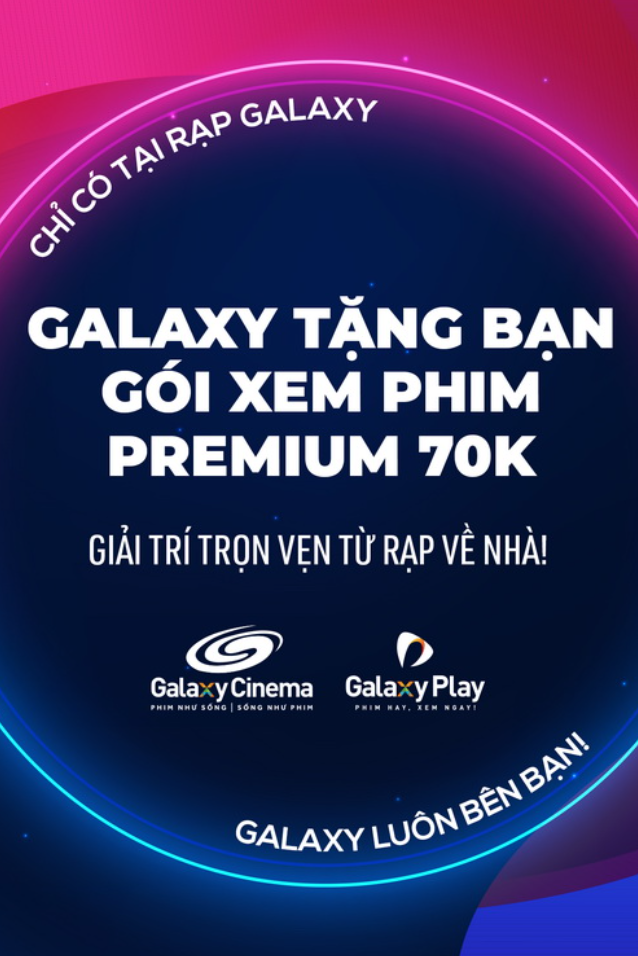 CHỈ CÓ TẠI RẠP GALAXY
GALAXY TẶNG BẠN
GÓI XEM PHIM
PREMIUM 70K
GIẢI TRÍ TRỌN VẸN TỪ RẠP VỀ NHÀ!
Galaxy Cinema
PHIM NHƯ SỐNG | SỐNG NHƯ PHIM
Galaxy Play
PHIM HAY, XEM NGAY!
GALAXY LUÔN BÊN BẠN!